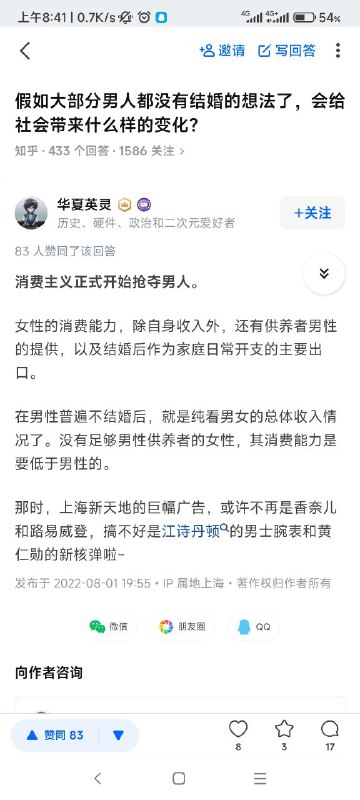 上午8:41 | 0.7K/s
4G
4G+
54%
邀请
写回答
假如大部分男人都没有结婚的想法了，会给
社会带来什么样的变化？
知乎 · 433 个回答 · 1586 关注 >
华夏英灵
历史、硬件、政治和二次元爱好者
+关注
83 人赞同了该回答
消费主义正式开始抢夺男人。
女性的消费能力，除自身收入外，还有供养者男性
的提供，以及结婚后作为家庭日常开支的主要出
口。
在男性普遍不结婚后，就是纯看男女的总体收入情
况了。没有足够男性供养者的女性，其消费能力是
要低于男性的。
那时，上海新天地的巨幅广告，或许不再是香奈儿
和路易威登，搞不好是江诗丹顿的男士腕表和黄
仁勋的新核弹啦~
发布于 2022-08-01 19:55 · IP 属地上海 · 著作权归作者所有
微信
朋友圈
QQ
向作者咨询
赞同 83
8
3
17